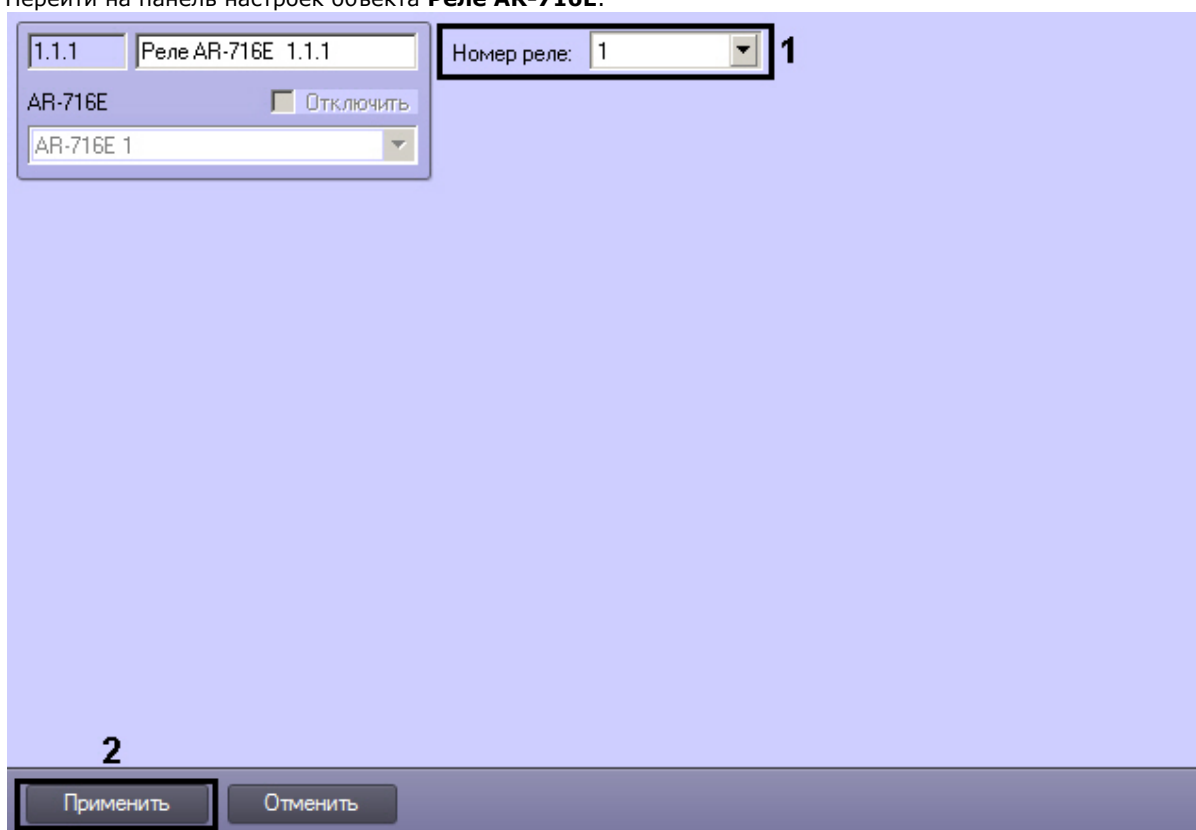 Перейти на панель настроек объекта Реле AR-716E.
1.1.1 Реле AR-716E 1.1.1 Номер реле: 1 1
AR-716E Отключить
AR-716E 1
2
Применить Отменить